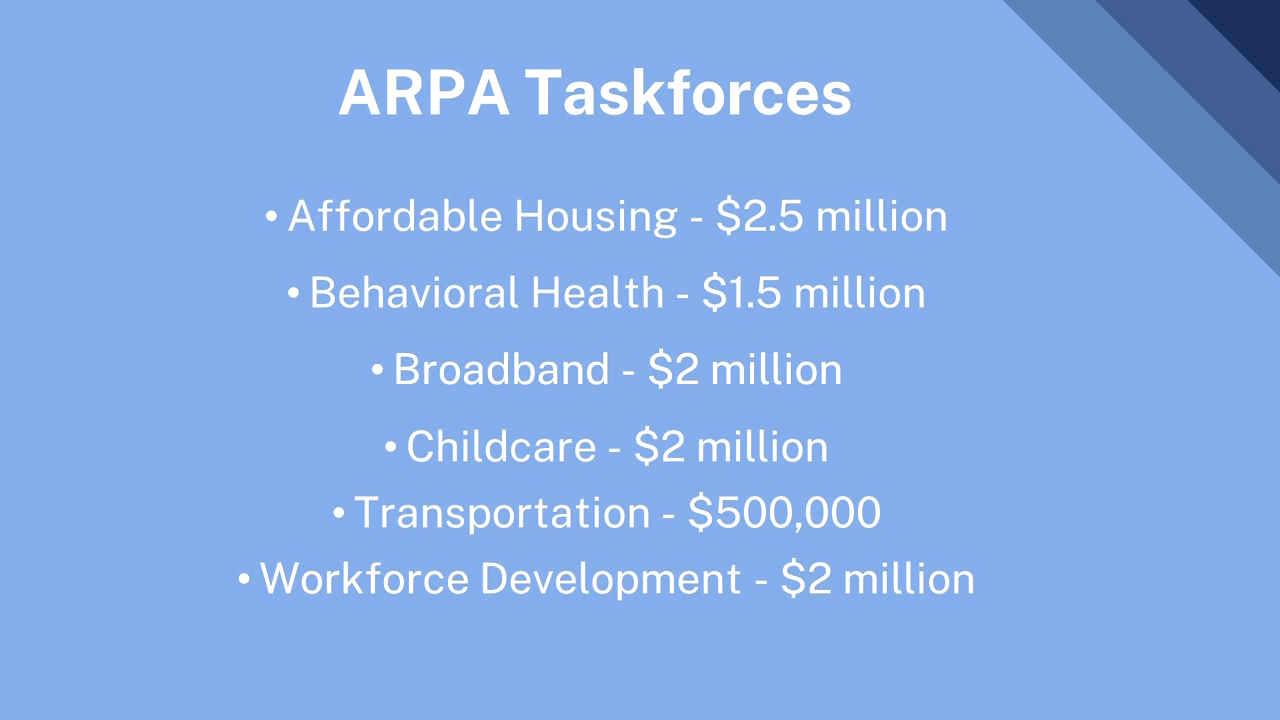 ARPA Taskforces
• Affordable Housing - $2.5 million
• Behavioral Health - $1.5 million
• Broadband - $2 million
• Childcare - $2 million
• Transportation - $500,000
• Workforce Development - $2 million